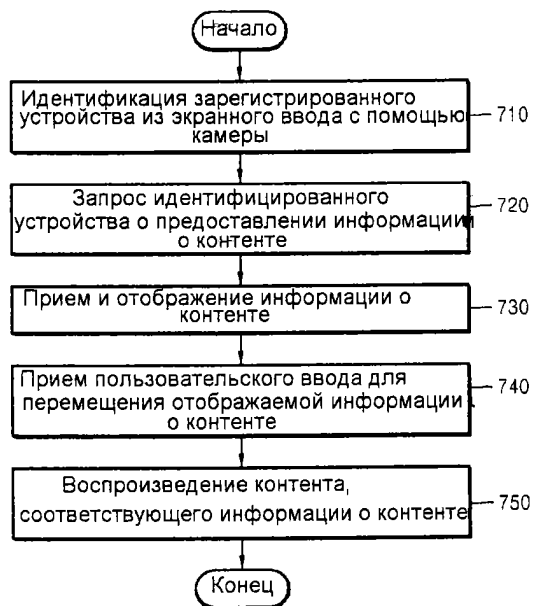 Начало
Идентификация зарегистрированного
устройства из экранного ввода с помощью
камеры
710
Запрос идентифицированного
устройства о предоставлении информации
о контенте
720
Прием и отображение информации о
контенте
730
Прием пользовательского ввода для
перемещения отображаемой информации
о контенте
740
Воспроизведение контента,
соответствующего информации о контенте
750
Конец